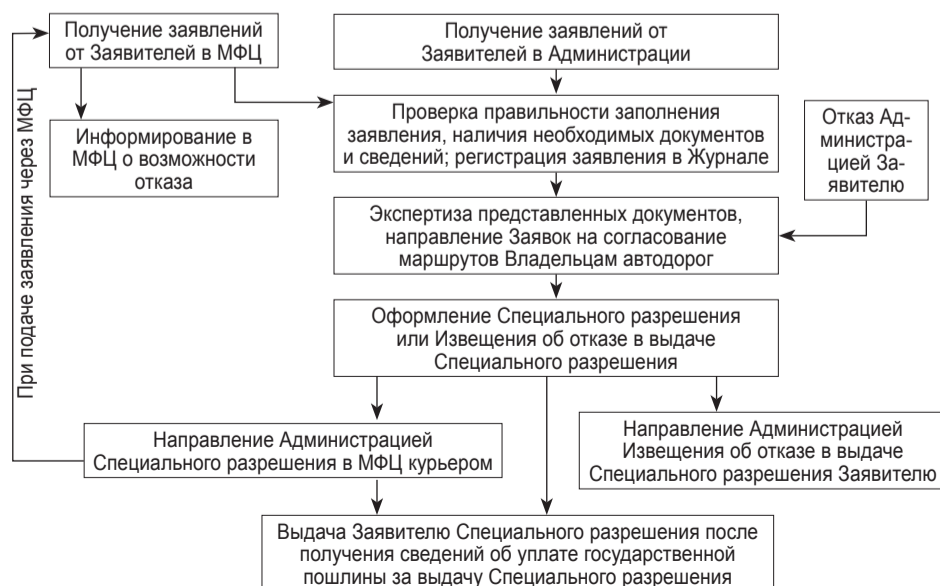 Получение заявлений
от Заявителей в МФЦ
Получение заявлений от
Заявителей в Администрации
При подаче заявления через МФЦ
Информирование в
МФЦ о возможности
отказа
Проверка правильности заполнения
заявления, наличия необходимых документов
и сведений; регистрация заявления в Журнале
Отказ Ад-
министра-
цией За-
явителю
Экспертиза представленных документов,
направление Заявок на согласование
маршрутов Владельцам автодорог
Оформление Специального разрешения
или Извещения об отказе в выдаче
Специального разрешения
Направление Администрацией
Специального разрешения в МФЦ курьером
Направление Администрацией
Извещения об отказе в выдаче
Специального разрешения Заявителю
Выдача Заявителю Специального разрешения после
получения сведений об уплате государственной
пошлины за выдачу Специального разрешения